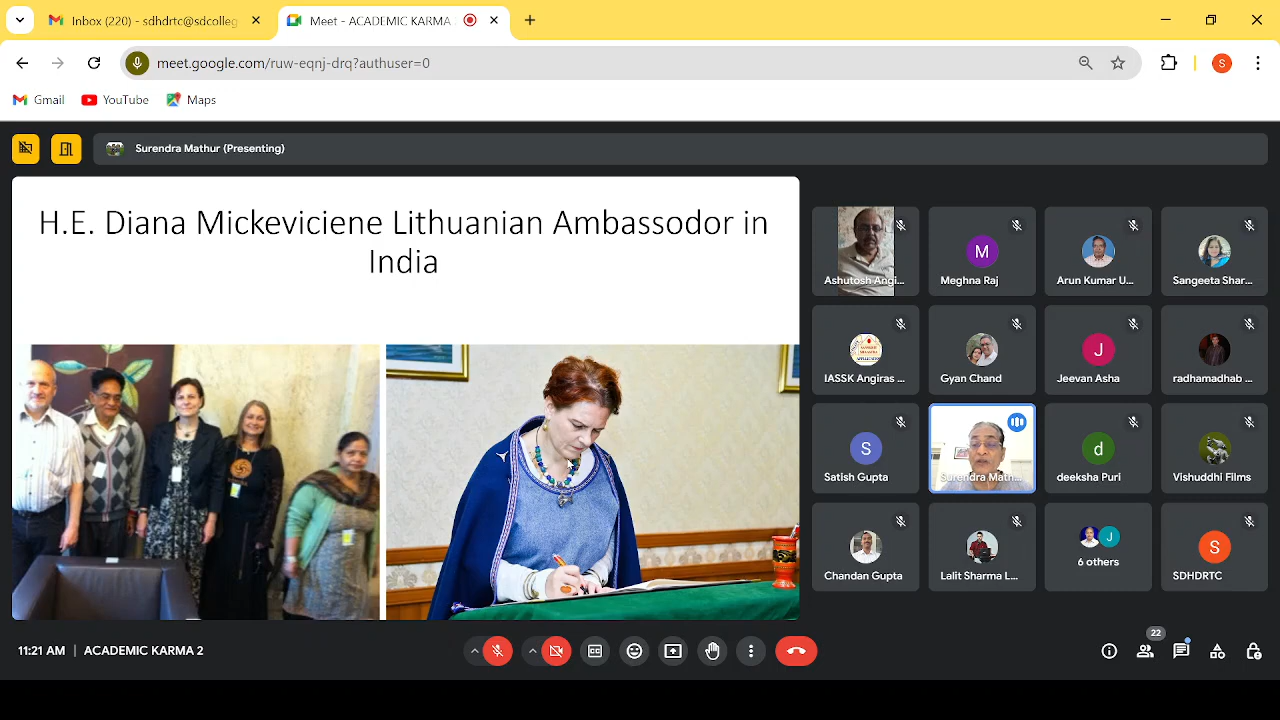 Inbox (220) - sdhdrtc@sdcolleg
Meet - ACADEMIC KARMA
meet.google.com/ruw-eqnj-drq?authuser=0
S
Gmail
YouTube
Maps
Surendra Mathur (Presenting)
H.E. Diana Mickeviciene Lithuanian Ambassodor in
India
Ashutosh Angi...
M
Meghna Raj
Arun Kumar U...
Sangeeta Shar...
IASSK Angiras ...
Gyan Chand
J
Jeevan Asha
radhamadhab ...
S
Satish Gupta
Surendra Math...
d
deeksha Puri
Vishuddhi Films
Chandan Gupta
Lalit Sharma L...
J
6 others
S
SDHDRTC
11:21 AM | ACADEMIC KARMA 2
22